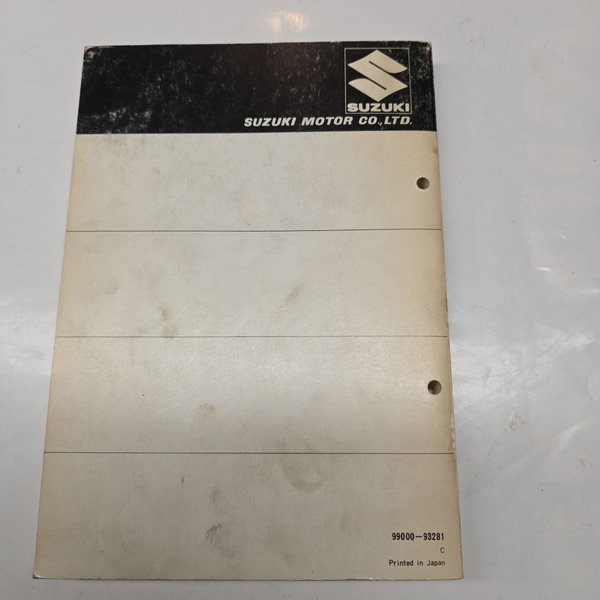 SUZUKI
SUZUKI MOTOR CO.,LTD.
99000-93281
C
Printed in Japan